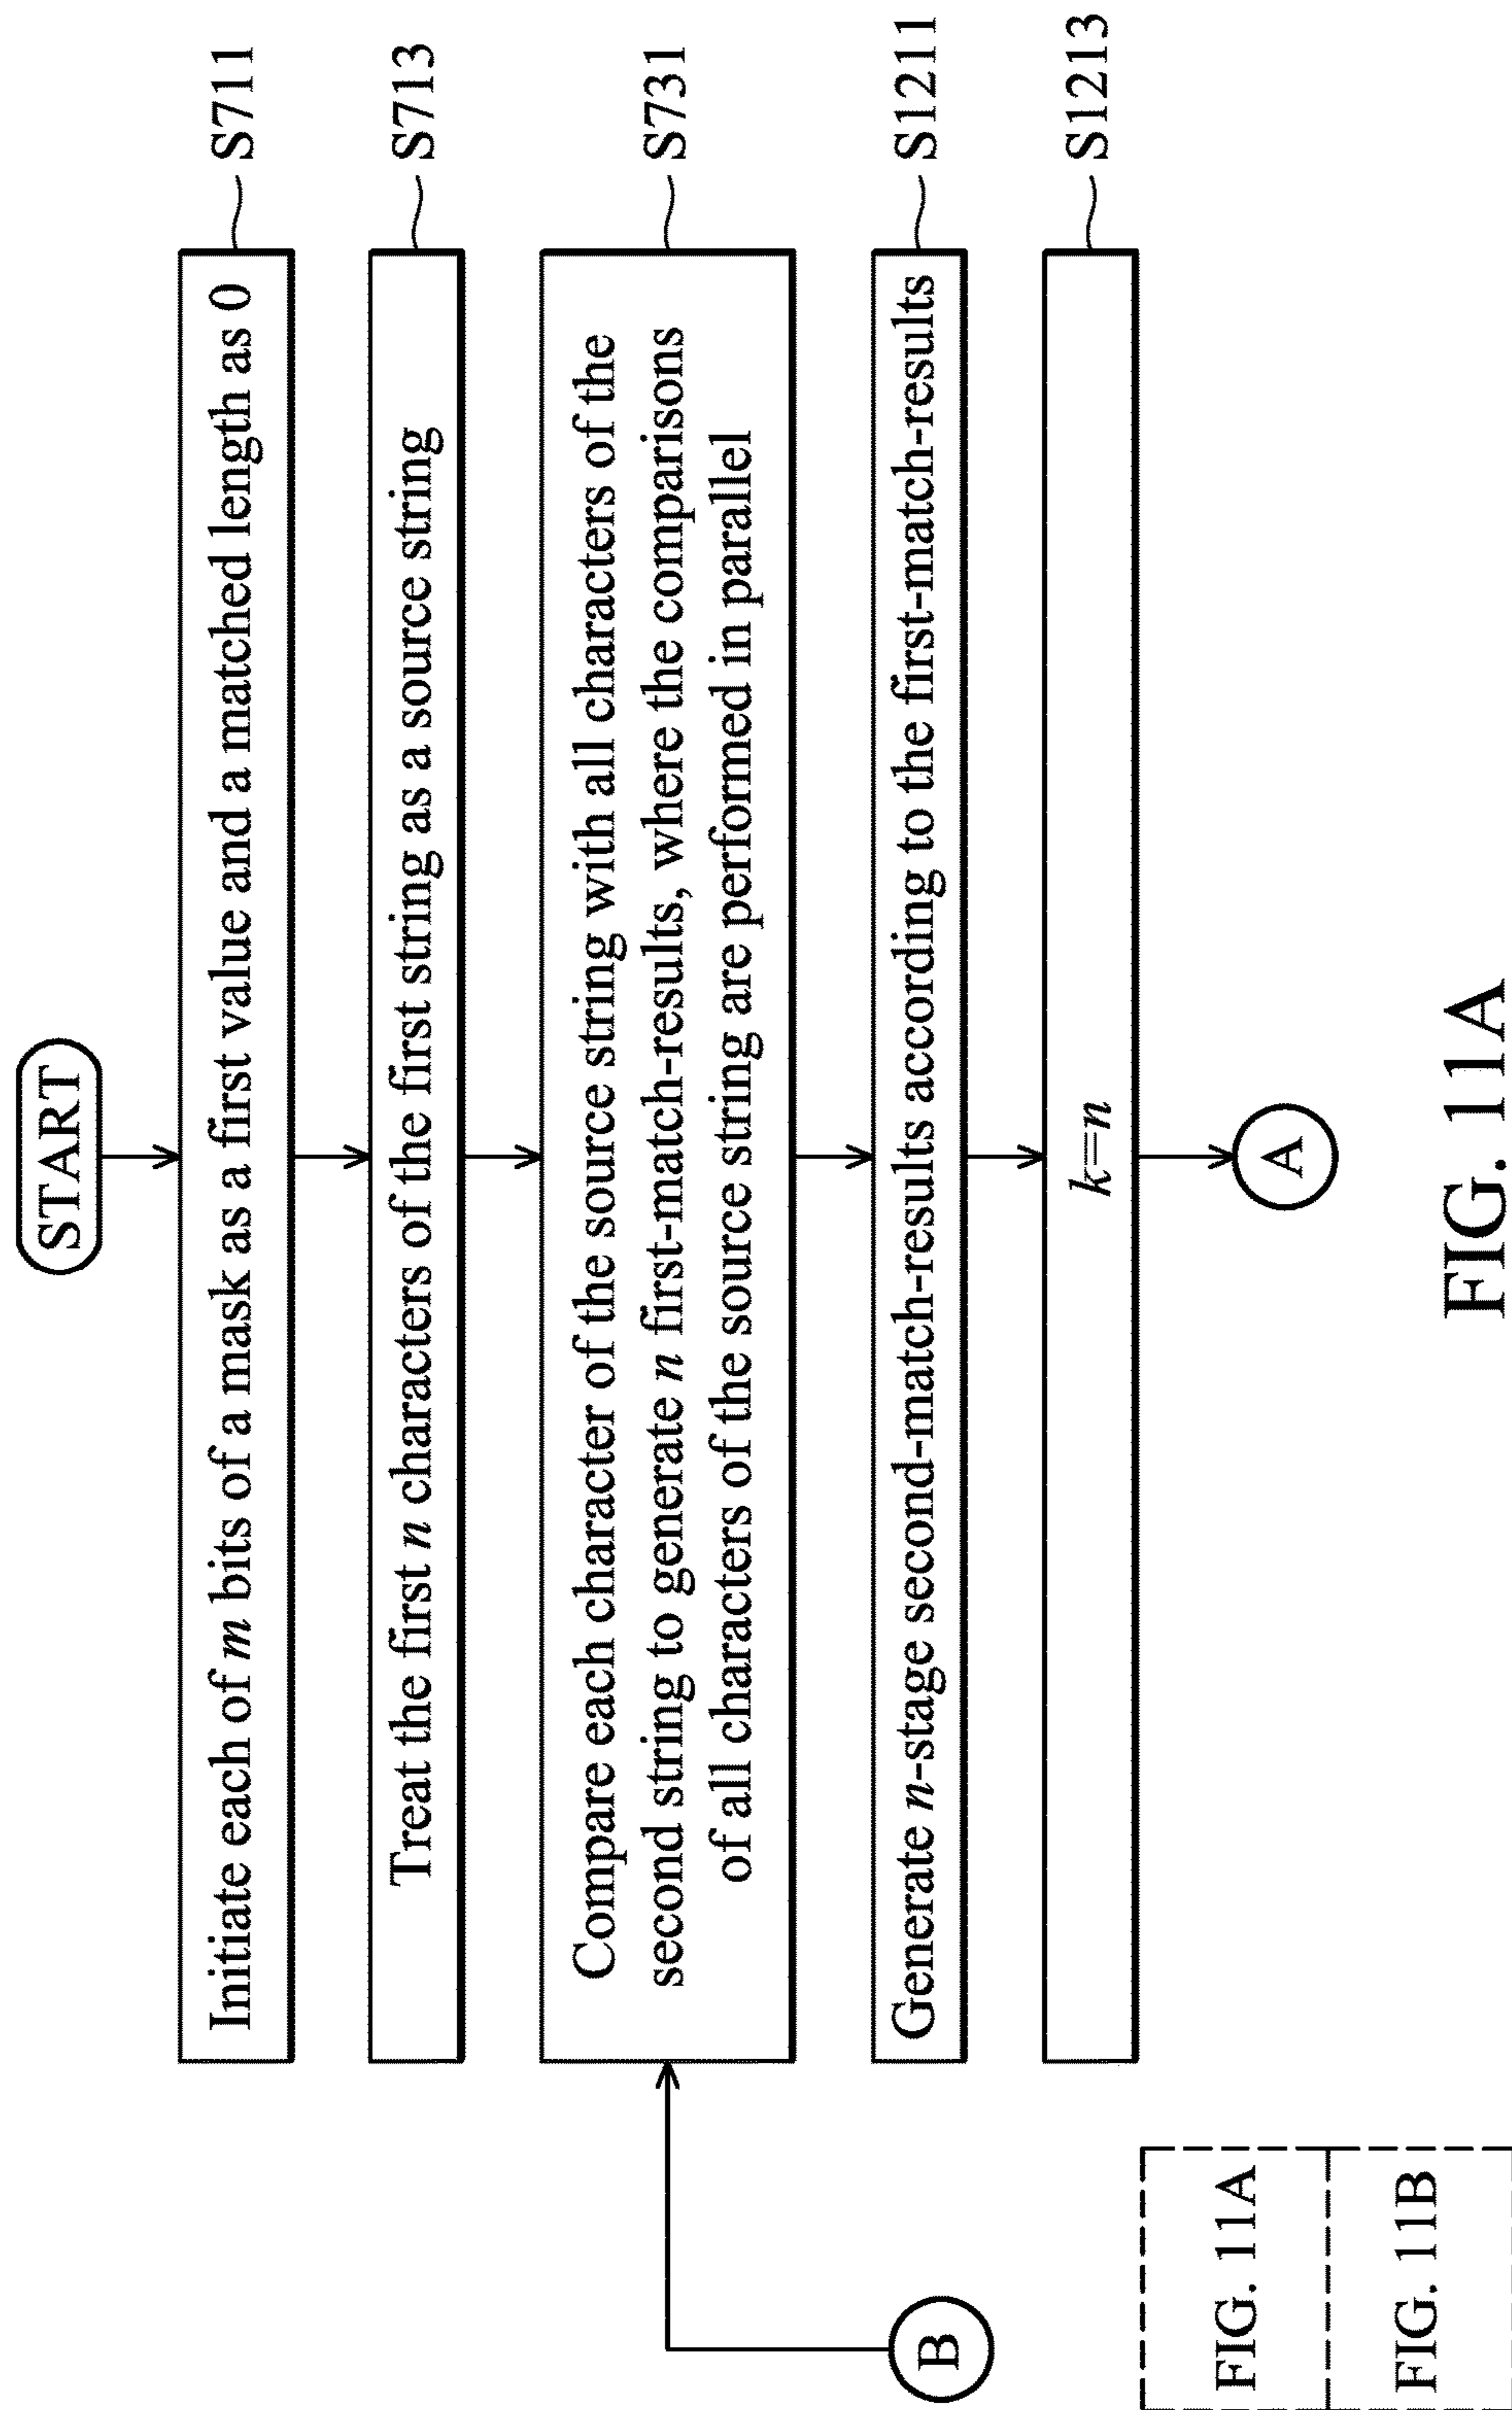 START
Initiate each of m bits of a mask as a first value and a matched length as 0
S711
Treat the first n characters of the first string as a source string
S713
Compare each character of the source string with all characters of the
second string to generate n first-match-results, where the comparisons
of all characters of the source string are performed in parallel
S731
Generate n-stage second-match-results according to the first-match-results
S1211
k=n
S1213
A
B
FIG. 11A
FIG. 11B
FIG. 11A